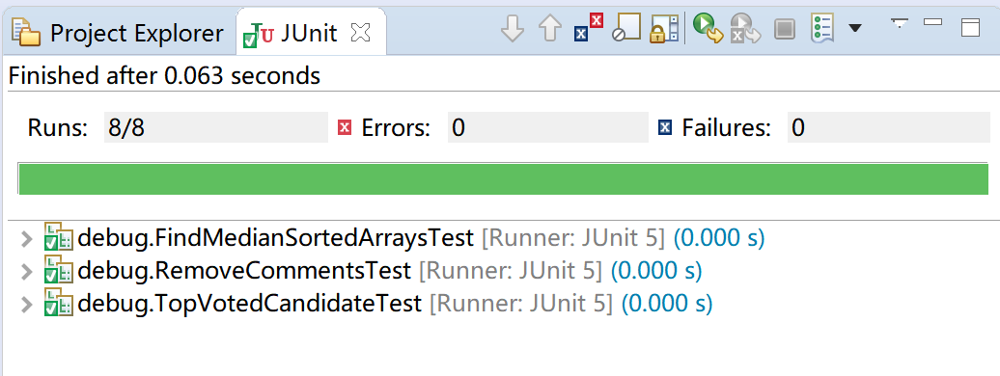 Project Explorer JUnit
Finished after 0.063 seconds
Runs: 8/8 Errors: 0 Failures: 0
debug.FindMedianSortedArraysTest [Runner: JUnit 5] (0.000 s)
debug.RemoveCommentsTest [Runner: JUnit 5] (0.000 s)
debug.TopVotedCandidateTest [Runner: JUnit 5] (0.000 s)